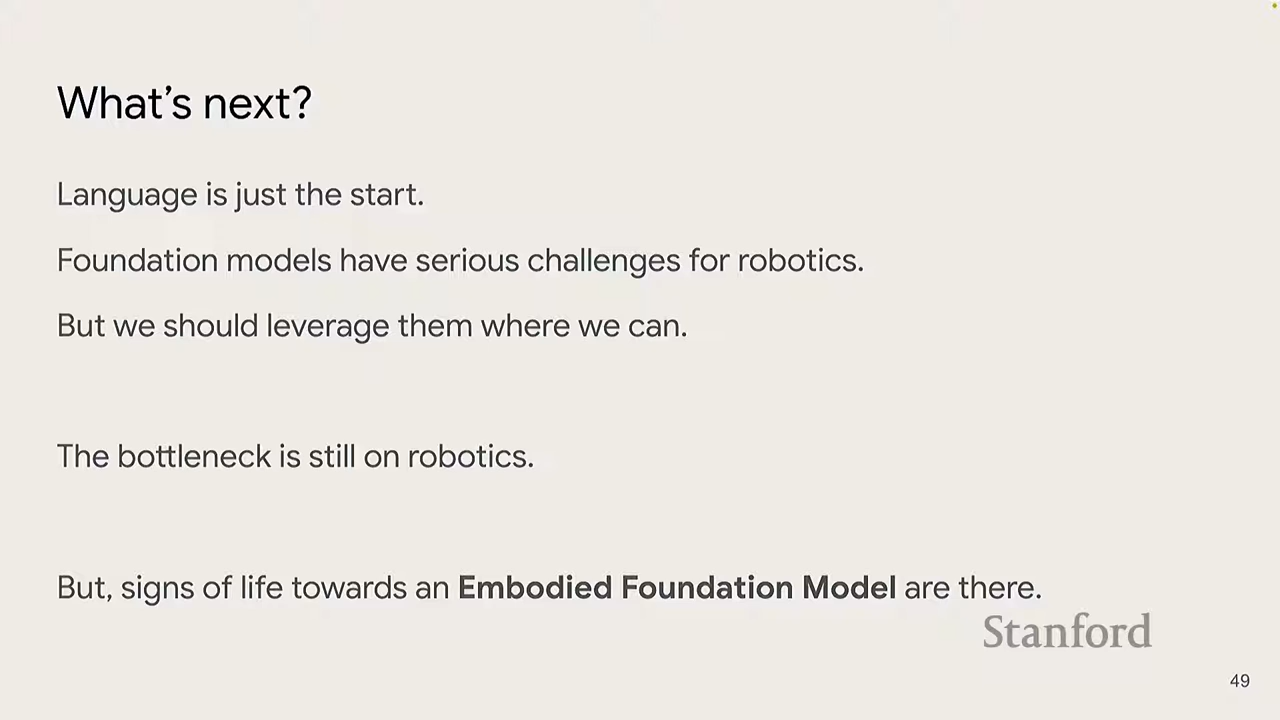 What's next?
Language is just the start.
Foundation models have serious challenges for robotics.
But we should leverage them where we can.
The bottleneck is still on robotics.
But, signs of life towards an Embodied Foundation Model are there.
Stanford
49